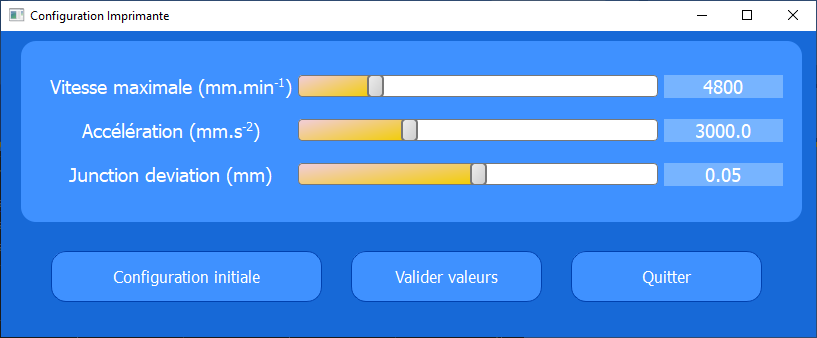 Configuration Imprimante
Vitesse maximale (mm.min⁻¹) 4800
Accélération (mm.s⁻²) 3000.0
Junction deviation (mm) 0.05
Configuration initiale Valider valeurs Quitter